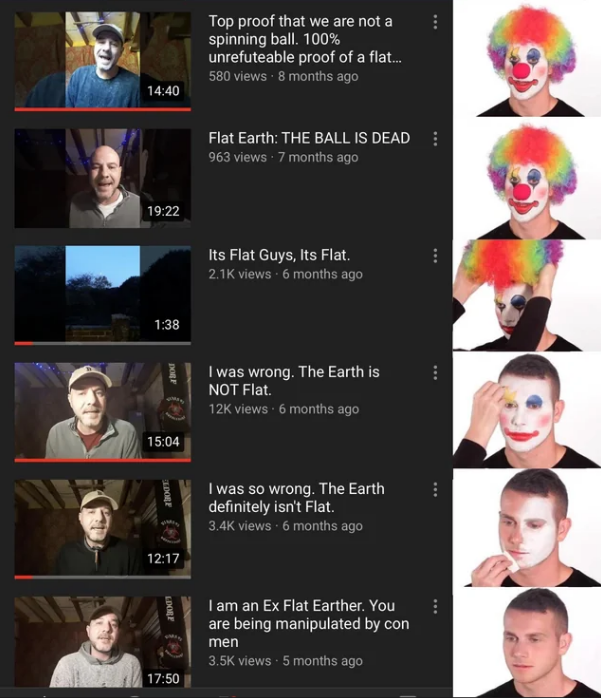 Top proof that we are not a
spinning ball. 100%
unrefuteable proof of a flat...
580 views · 8 months ago
14:40
Flat Earth: THE BALL IS DEAD
963 views · 7 months ago
19:22
Its Flat Guys, Its Flat.
2.1K views · 6 months ago
1:38
I was wrong. The Earth is
NOT Flat.
12K views · 6 months ago
15:04
I was so wrong. The Earth
definitely isn't Flat.
3.4K views · 6 months ago
12:17
I am an Ex Flat Earther. You
are being manipulated by con
men
3.5K views · 5 months ago
17:50